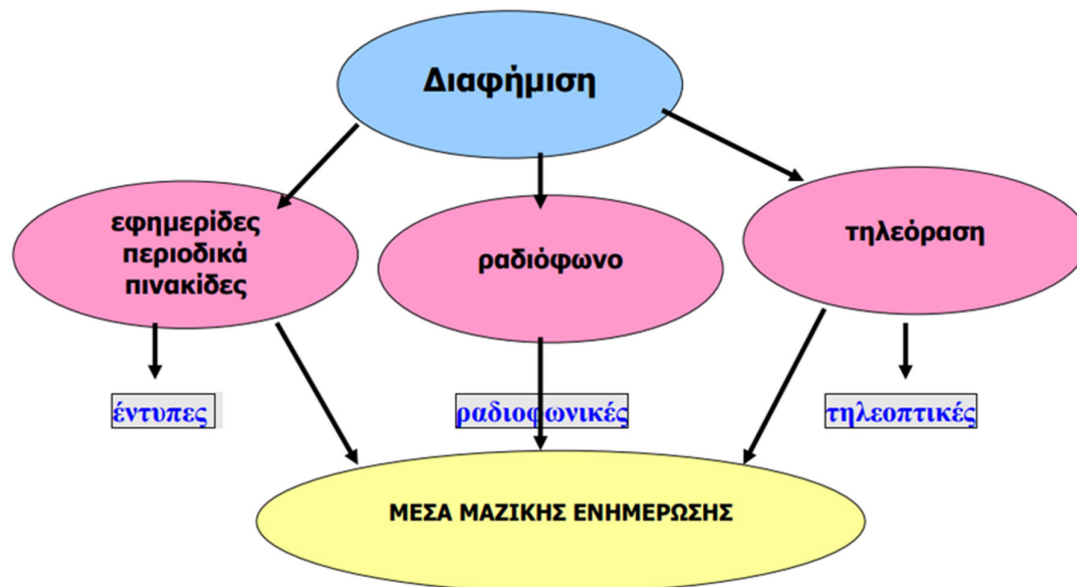 Διαφήμιση
εφημερίδες
περιοδικά
πινακίδες
ραδιόφωνο
τηλεόραση
έντυπες
ραδιοφωνικές
τηλεοπτικές
ΜΕΣΑ ΜΑΖΙΚΗΣ ΕΝΗΜΕΡΩΣΗΣ